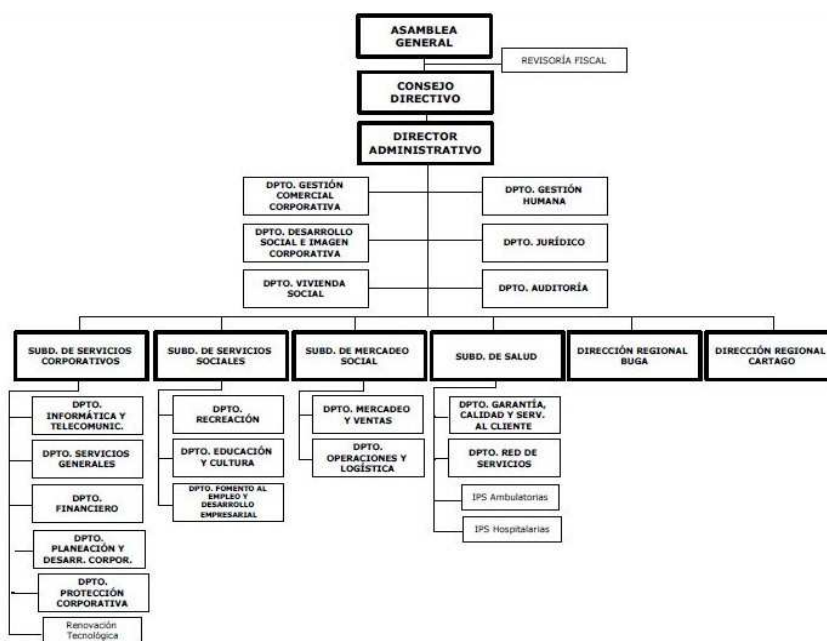 ASAMBLEA
GENERAL
REVISORÍA FISCAL
CONSEJO
DIRECTIVO
DIRECTOR
ADMINISTRATIVO
DPTO. GESTIÓN
COMERCIAL
CORPORATIVA
DPTO. GESTIÓN
HUMANA
DPTO. DESARROLLO
SOCIAL E IMAGEN
CORPORATIVA
DPTO. JURÍDICO
DPTO. VIVIENDA
SOCIAL
DPTO. AUDITORÍA
SUBD. DE SERVICIOS
CORPORATIVOS
SUBD. DE SERVICIOS
SOCIALES
SUBD. DE MERCADEO
SOCIAL
SUBD. DE SALUD
DIRECCIÓN REGIONAL
BUGA
DIRECCIÓN REGIONAL
CARTAGO
DPTO.
INFORMÁTICA Y
TELECOMUNIC.
DPTO. SERVICIOS
GENERALES
DPTO.
FINANCIERO
DPTO.
PLANEACIÓN Y
DESARR. CORPOR.
DPTO.
PROTECCIÓN
CORPORATIVA
Renovación
Tecnológica
DPTO.
RECREACIÓN
DPTO. EDUCACIÓN
Y CULTURA
DPTO. FOMENTO AL
EMPLEO Y
DESARROLLO
EMPRESARIAL
DPTO. MERCADEO
Y VENTAS
DPTO.
OPERACIONES Y
LOGÍSTICA
DPTO. GARANTÍA,
CALIDAD Y SERV.
AL CLIENTE
DPTO. RED DE
SERVICIOS
IPS Ambulatorias
IPS Hospitalarias